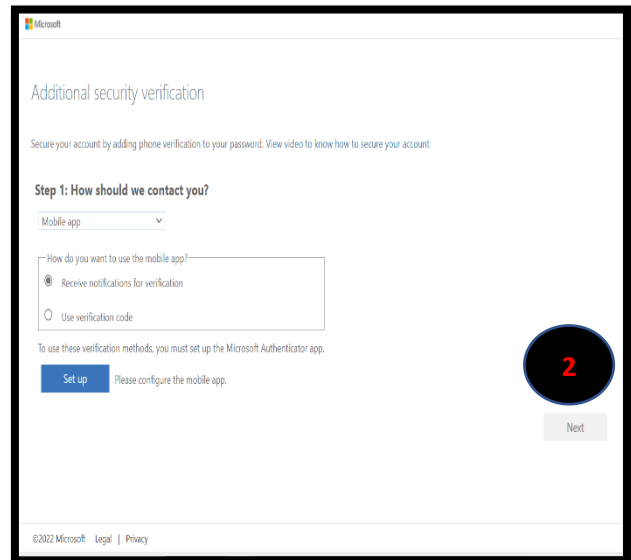 Microsoft
Additional security verification
Secure your account by adding phone verification to your password. View video to know how to secure your account
Step 1: How should we contact you?
Mobile app
How do you want to use the mobile app?
Receive notifications for verification
Use verification code
To use these verification methods, you must set up the Microsoft Authenticator app.
Set up Please configure the mobile app.
2
Next
©2022 Microsoft Legal | Privacy